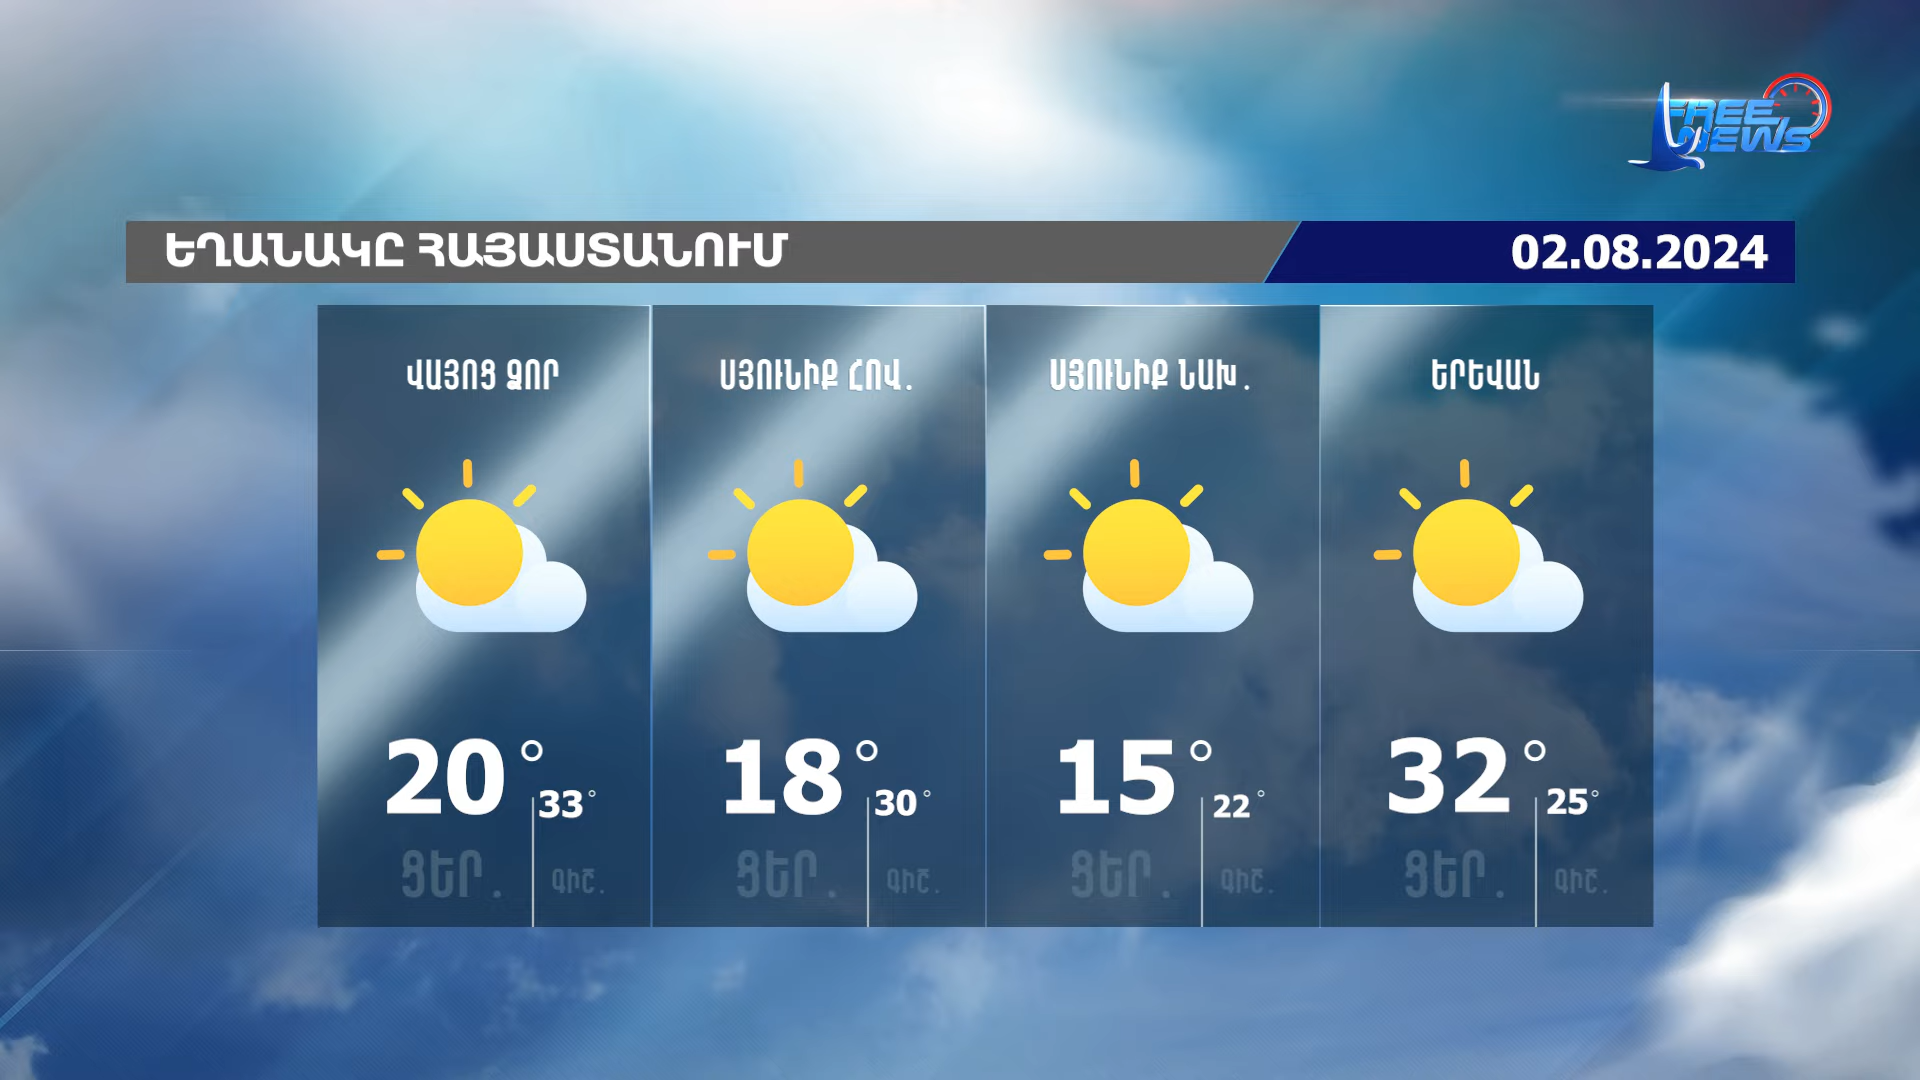 FREE
NEWS
ԵՂԱՆԱԿԸ ՀԱՅԱՍՏԱՆՈՒՄ 02.08.2024
ՎԱՅՈՑ ՁՈՐ
20° 33°
ՑԵՐ. ԳԻՇ.
ՍՅՈՒՆԻՔ ՀՈՎ.
18° 30°
ՑԵՐ. ԳԻՇ.
ՍՅՈՒՆԻՔ ՆԱԽ.
15° 22°
ՑԵՐ. ԳԻՇ.
ԵՐԵՎԱՆ
32° 25°
ՑԵՐ. ԳԻՇ.